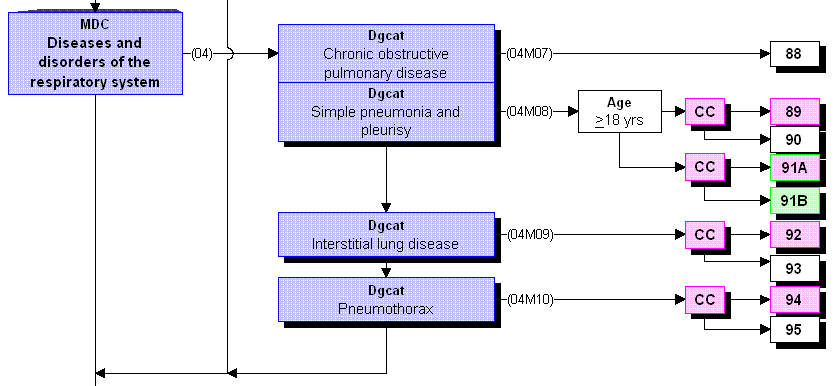 MDC
Diseases and
disorders of the
respiratory system
(04)
Dgcat
Chronic obstructive
pulmonary disease
(04M07)
88
Dgcat
Simple pneumonia and
pleurisy
(04M08)
Age
≥18 yrs
CC
89
90
CC
91A
91B
Dgcat
Interstitial lung disease
(04M09)
CC
92
93
Dgcat
Pneumothorax
(04M10)
CC
94
95